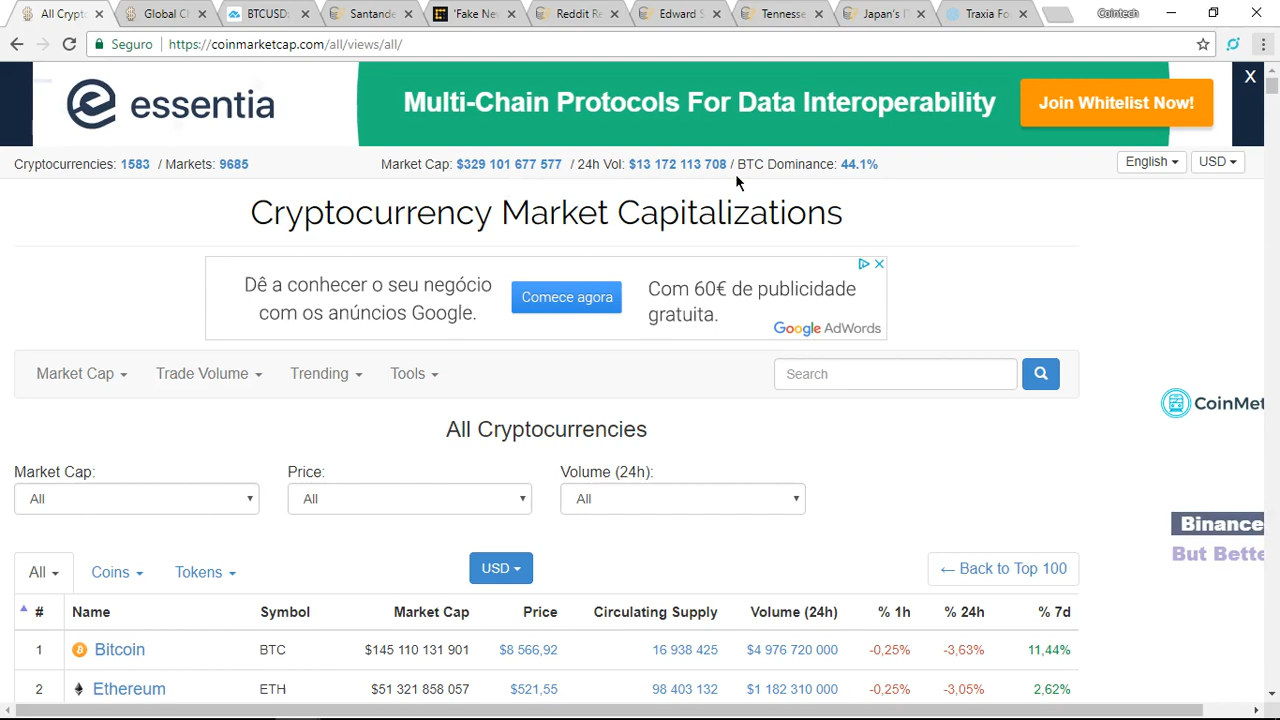 All Crypto
Global Ch
BTCUSD
Santande
'Fake Ne
Reddit R
Edward S
Tennesse
Japan's I
Traxia Fo
Cointech
Seguro
https://coinmarketcap.com/all/views/all/
essentia
Multi-Chain Protocols For Data Interoperability
Join Whitelist Now!
X
Cryptocurrencies: 1583 / Markets: 9685
Market Cap: $329 101 677 577 / 24h Vol: $13 172 113 708 / BTC Dominance: 44.1%
English
USD
Cryptocurrency Market Capitalizations
Dê a conhecer o seu negócio
com os anúncios Google.
Comece agora
Com 60€ de publicidade
gratuita.
Google AdWords
Market Cap
Trade Volume
Trending
Tools
Search
CoinMet
All Cryptocurrencies
Market Cap:
Price:
Volume (24h):
All
All
All
Binance
But Bette
All
Coins
Tokens
USD
← Back to Top 100
# Name Symbol Market Cap Price Circulating Supply Volume (24h) % 1h % 24h % 7d
1 Bitcoin BTC $145 110 131 901 $8 566,92 16 938 425 $4 976 720 000 -0,25% -3,63% 11,44%
2 Ethereum ETH $51 321 858 057 $521,55 98 403 132 $1 182 310 000 -0,25% -3,05% 2,62%